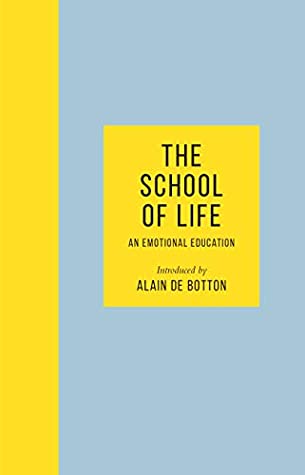 THE
SCHOOL
OF LIFE
AN EMOTIONAL EDUCATION
Introduced by
ALAIN DE BOTTON